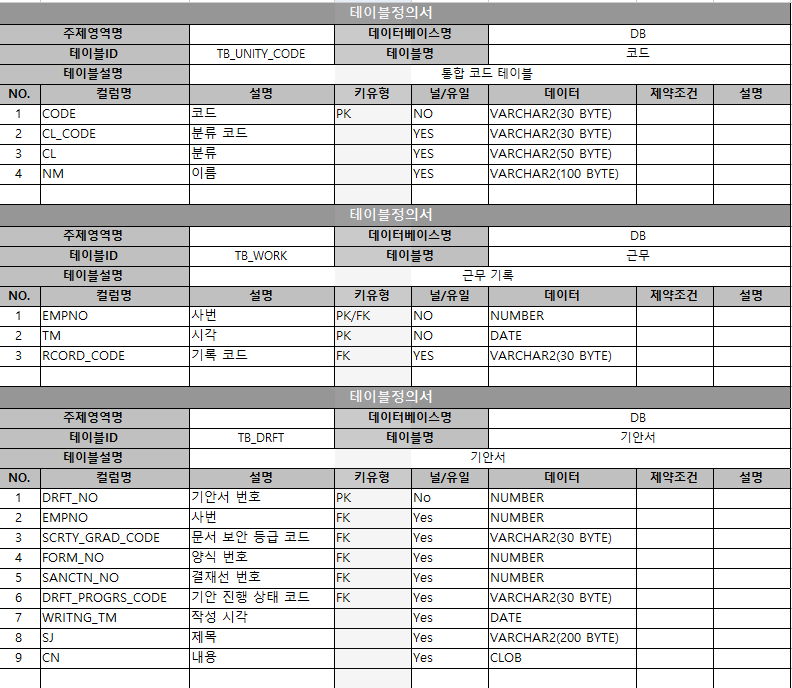 테이블정의서
주제영역명 데이터베이스명 DB
테이블ID TB_UNITY_CODE 테이블명 코드
테이블설명 통합 코드 테이블
NO. 컬럼명 설명 키유형 널/유일 데이터 제약조건 설명
1 CODE 코드 PK NO VARCHAR2(30 BYTE)
2 CL_CODE 분류 코드 YES VARCHAR2(30 BYTE)
3 CL 분류 YES VARCHAR2(50 BYTE)
4 NM 이름 YES VARCHAR2(100 BYTE)
테이블정의서
주제영역명 데이터베이스명 DB
테이블ID TB_WORK 테이블명 근무
테이블설명 근무 기록
NO. 컬럼명 설명 키유형 널/유일 데이터 제약조건 설명
1 EMPNO 사번 PK/FK NO NUMBER
2 TM 시각 PK NO DATE
3 RCORD_CODE 기록 코드 FK YES VARCHAR2(30 BYTE)
테이블정의서
주제영역명 데이터베이스명 DB
테이블ID TB_DRFT 테이블명 기안서
테이블설명 기안서
NO. 컬럼명 설명 키유형 널/유일 데이터 제약조건 설명
1 DRFT_NO 기안서 번호 PK No NUMBER
2 EMPNO 사번 FK Yes NUMBER
3 SCRTY_GRAD_CODE 문서 보안 등급 코드 FK Yes VARCHAR2(30 BYTE)
4 FORM_NO 양식 번호 FK Yes NUMBER
5 SANCTN_NO 결재선 번호 FK Yes NUMBER
6 DRFT_PROGRS_CODE 기안 진행 상태 코드 FK Yes VARCHAR2(30 BYTE)
7 WRITNG_TM 작성 시각 Yes DATE
8 SJ 제목 Yes VARCHAR2(200 BYTE)
9 CN 내용 Yes CLOB